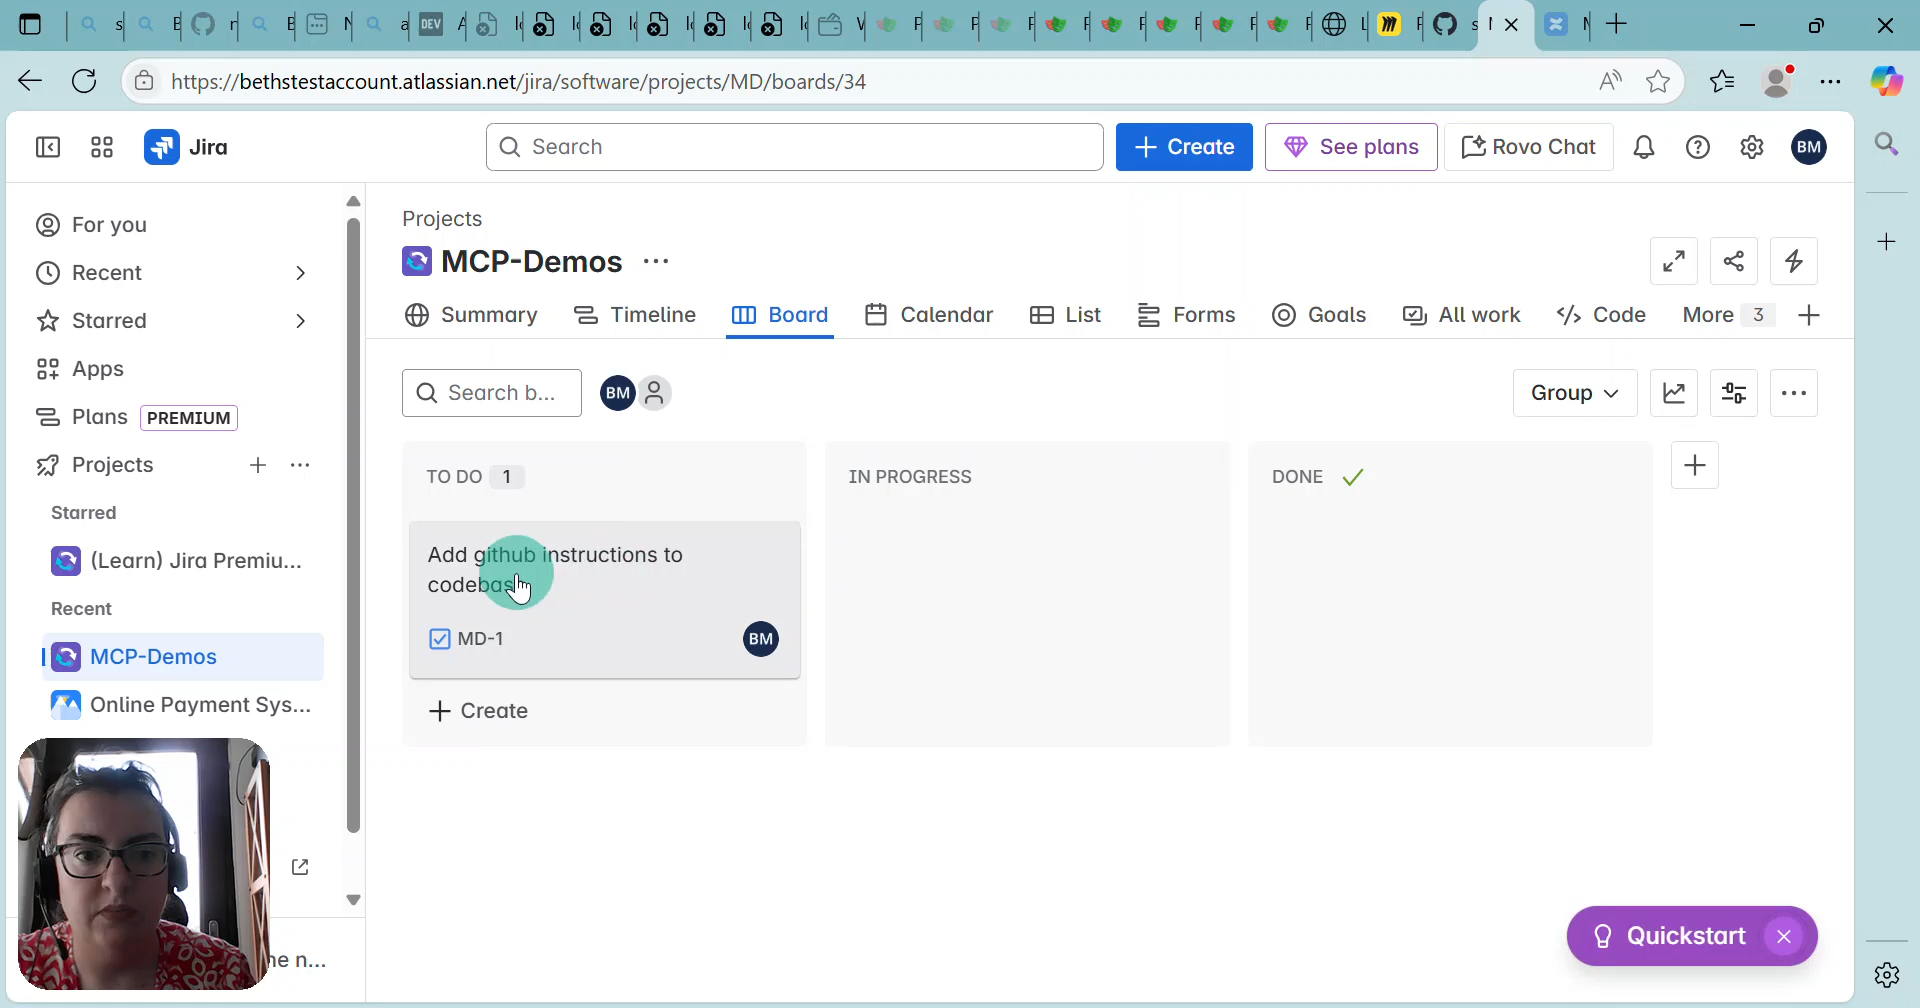 https://bethstestaccount.atlassian.net/jira/software/projects/MD/boards/34
Jira
Search
Create
See plans
Rovo Chat
BM
For you
Recent
Starred
Apps
Plans PREMIUM
Projects
Starred
(Learn) Jira Premiu...
Recent
MCP-Demos
Online Payment Sys...
he n...
Projects
MCP-Demos
Summary
Timeline
Board
Calendar
List
Forms
Goals
All work
Code
More 3
Search b...
BM
Group
TO DO 1
IN PROGRESS
DONE
Add github instructions to
codebase
MD-1
BM
Create
Quickstart